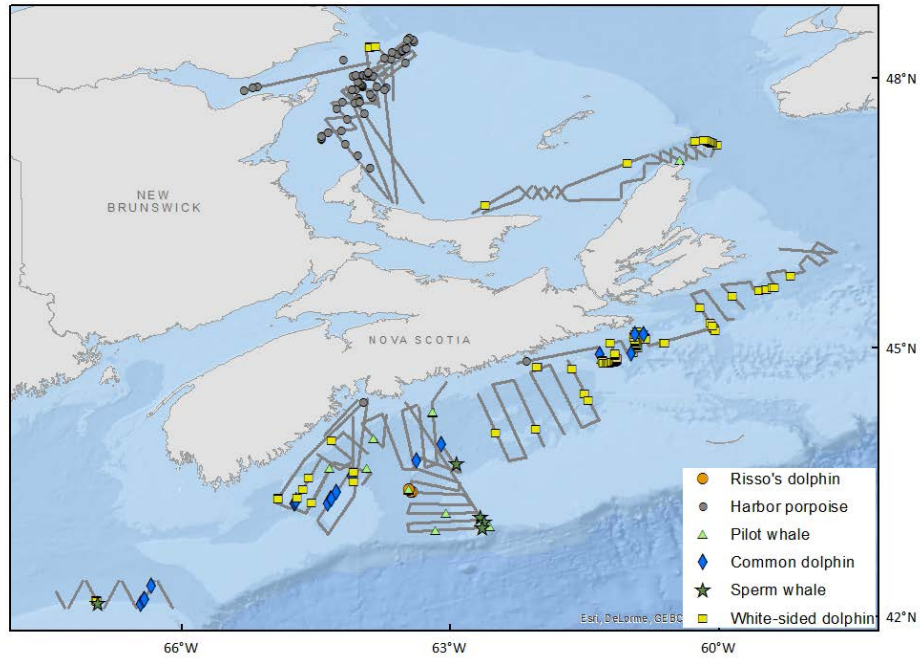 48°N
NEW
BRUNSWICK
NOVA SCOTIA
45°N
Risso's dolphin
Harbor porpoise
Pilot whale
Common dolphin
Sperm whale
White-sided dolphin
Esri, DeLorme, GEBC
42°N
66°W 63°W 60°W